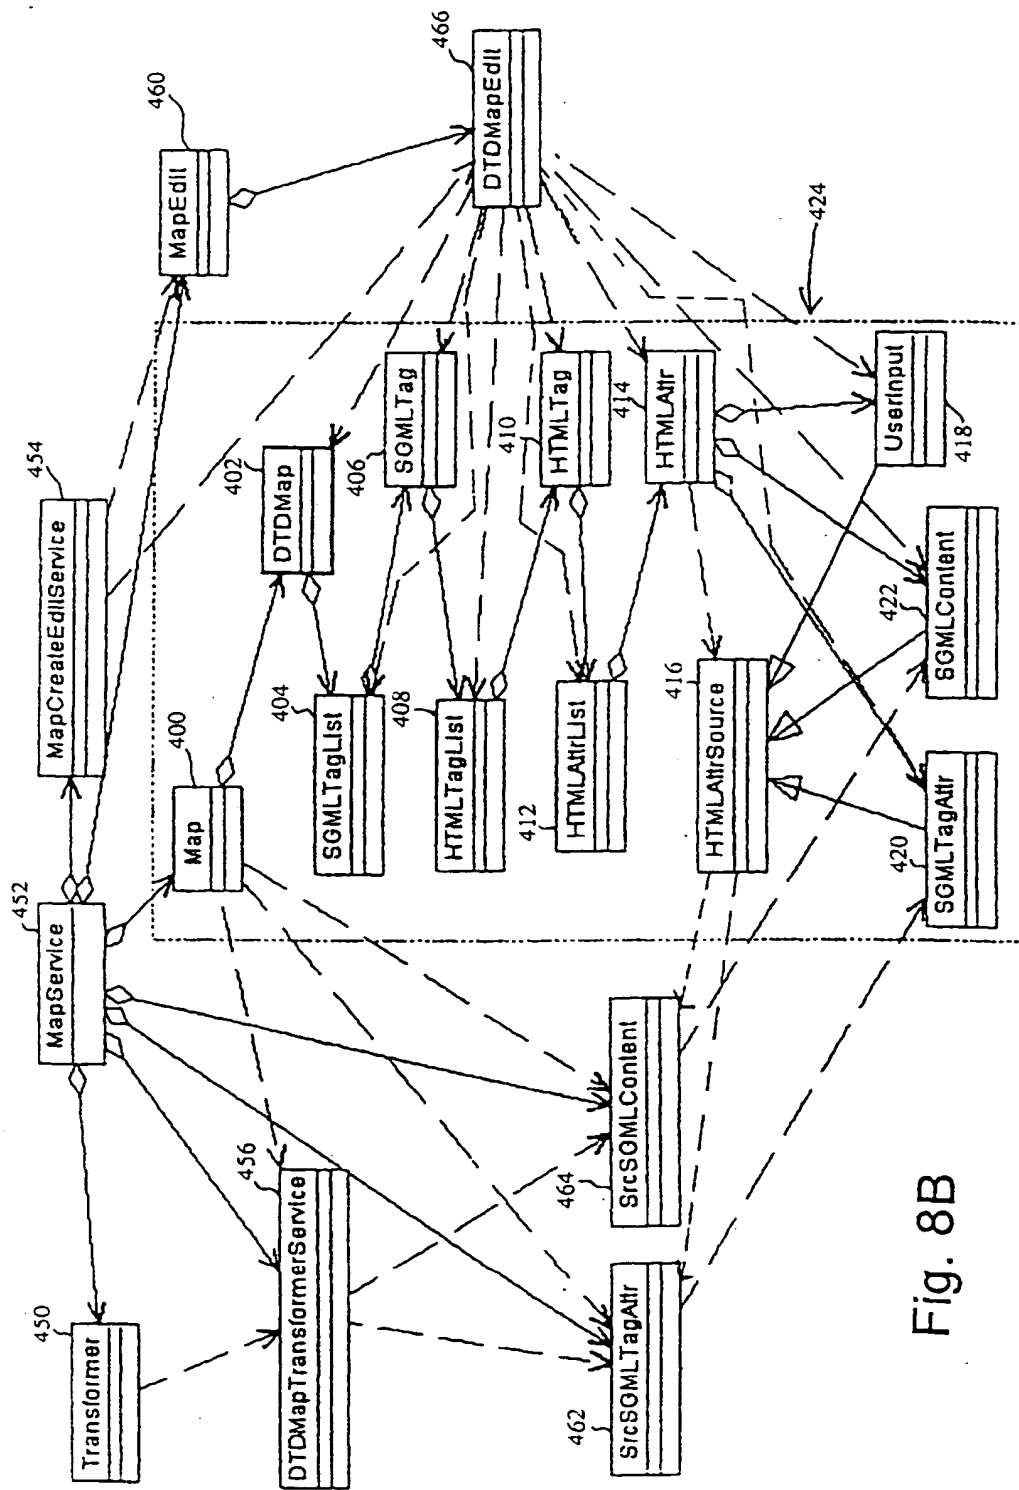 450
Transformer
452
MapService
454
MapCreateEditService
460
MapEdit
400
Map
402
DTDMap
456
DTDMapTransformerService
404
SGMLTagList
406
SGMLTag
408
HTMLTagList
466
DTDMapEdit
410
HTMLTag
412
HTMLAttrList
462
SrcSGMLTagAttr
464
SrcSGMLContent
414
HTMLAttr
416
HTMLAttrSource
424
UserInput
418
420
SGMLTagAttr
422
SGMLContent
Fig. 8B